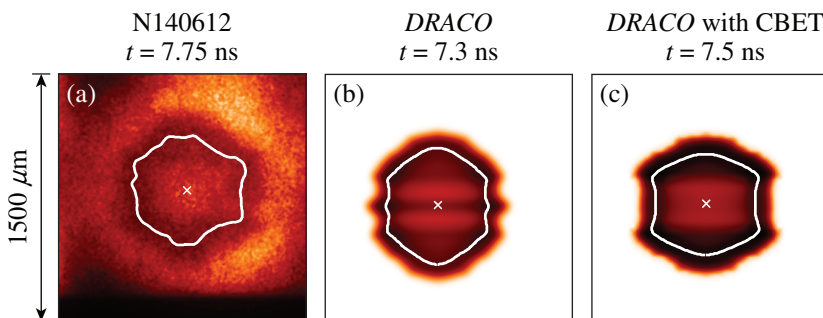 N140612
t = 7.75 ns
DRACO
t = 7.3 ns
DRACO with CBET
t = 7.5 ns
(a)
(b)
(c)
1500 μm